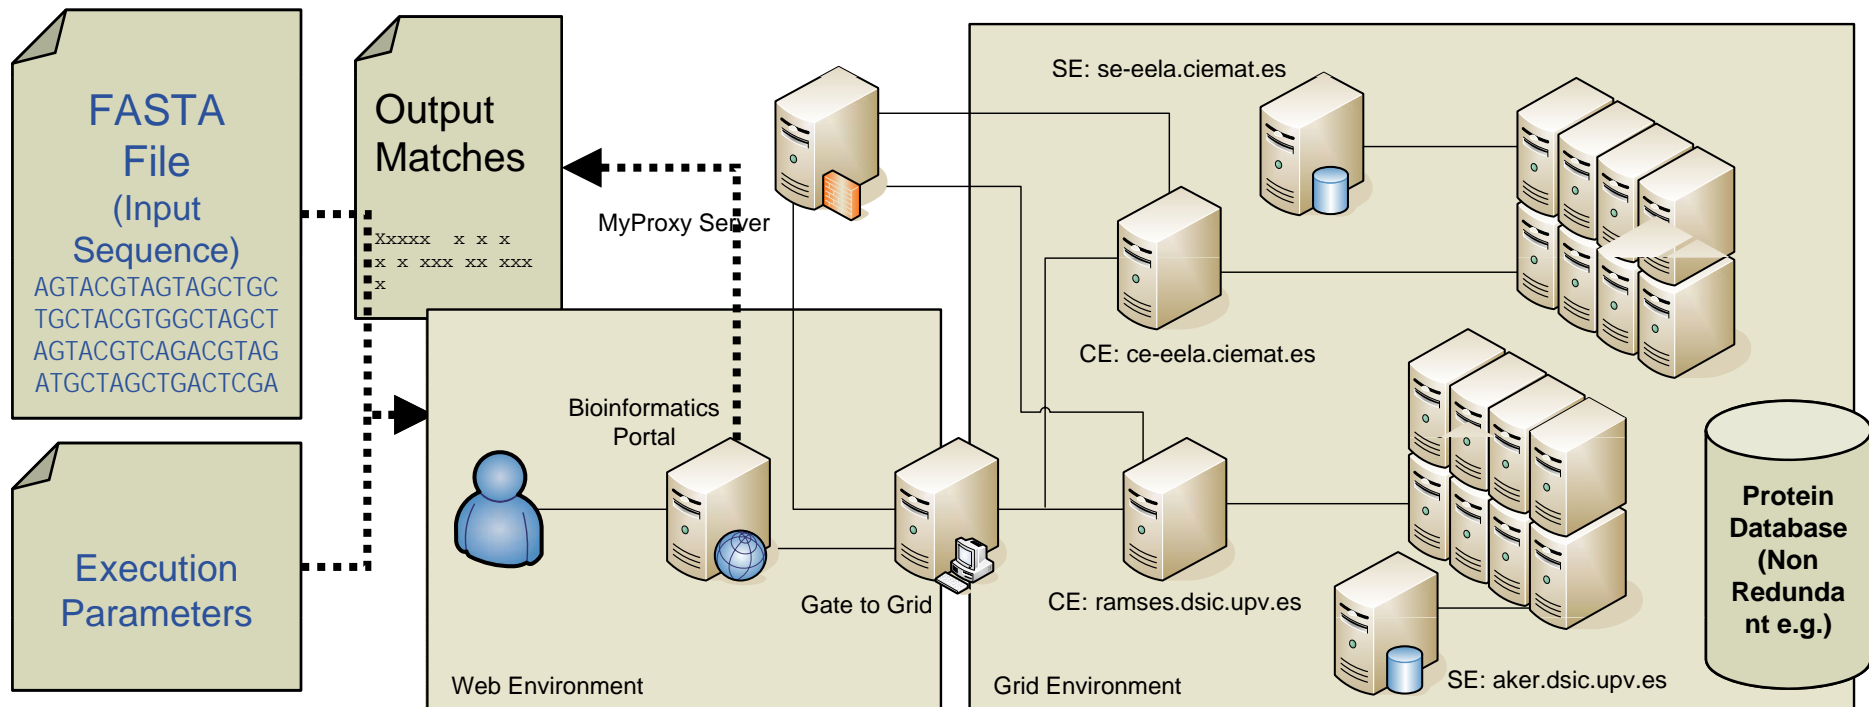 FASTA
File
(Input
Sequence)
AGTACGTAGTAGCTGC
TGCTACGTGGCTAGCT
AGTACGTCAGACGTAG
ATGCTAGCTGACTCGA
Execution
Parameters
Output
Matches
Xxxxx x x x
x x xxx xx xxx
x
MyProxy Server
Bioinformatics
Portal
Gate to Grid
Web Environment
SE: se-eela.ciemat.es
CE: ce-eela.ciemat.es
CE: ramses.dsic.upv.es
SE: aker.dsic.upv.es
Grid Environment
Protein
Database
(Non
Redunda
nt e.g.)